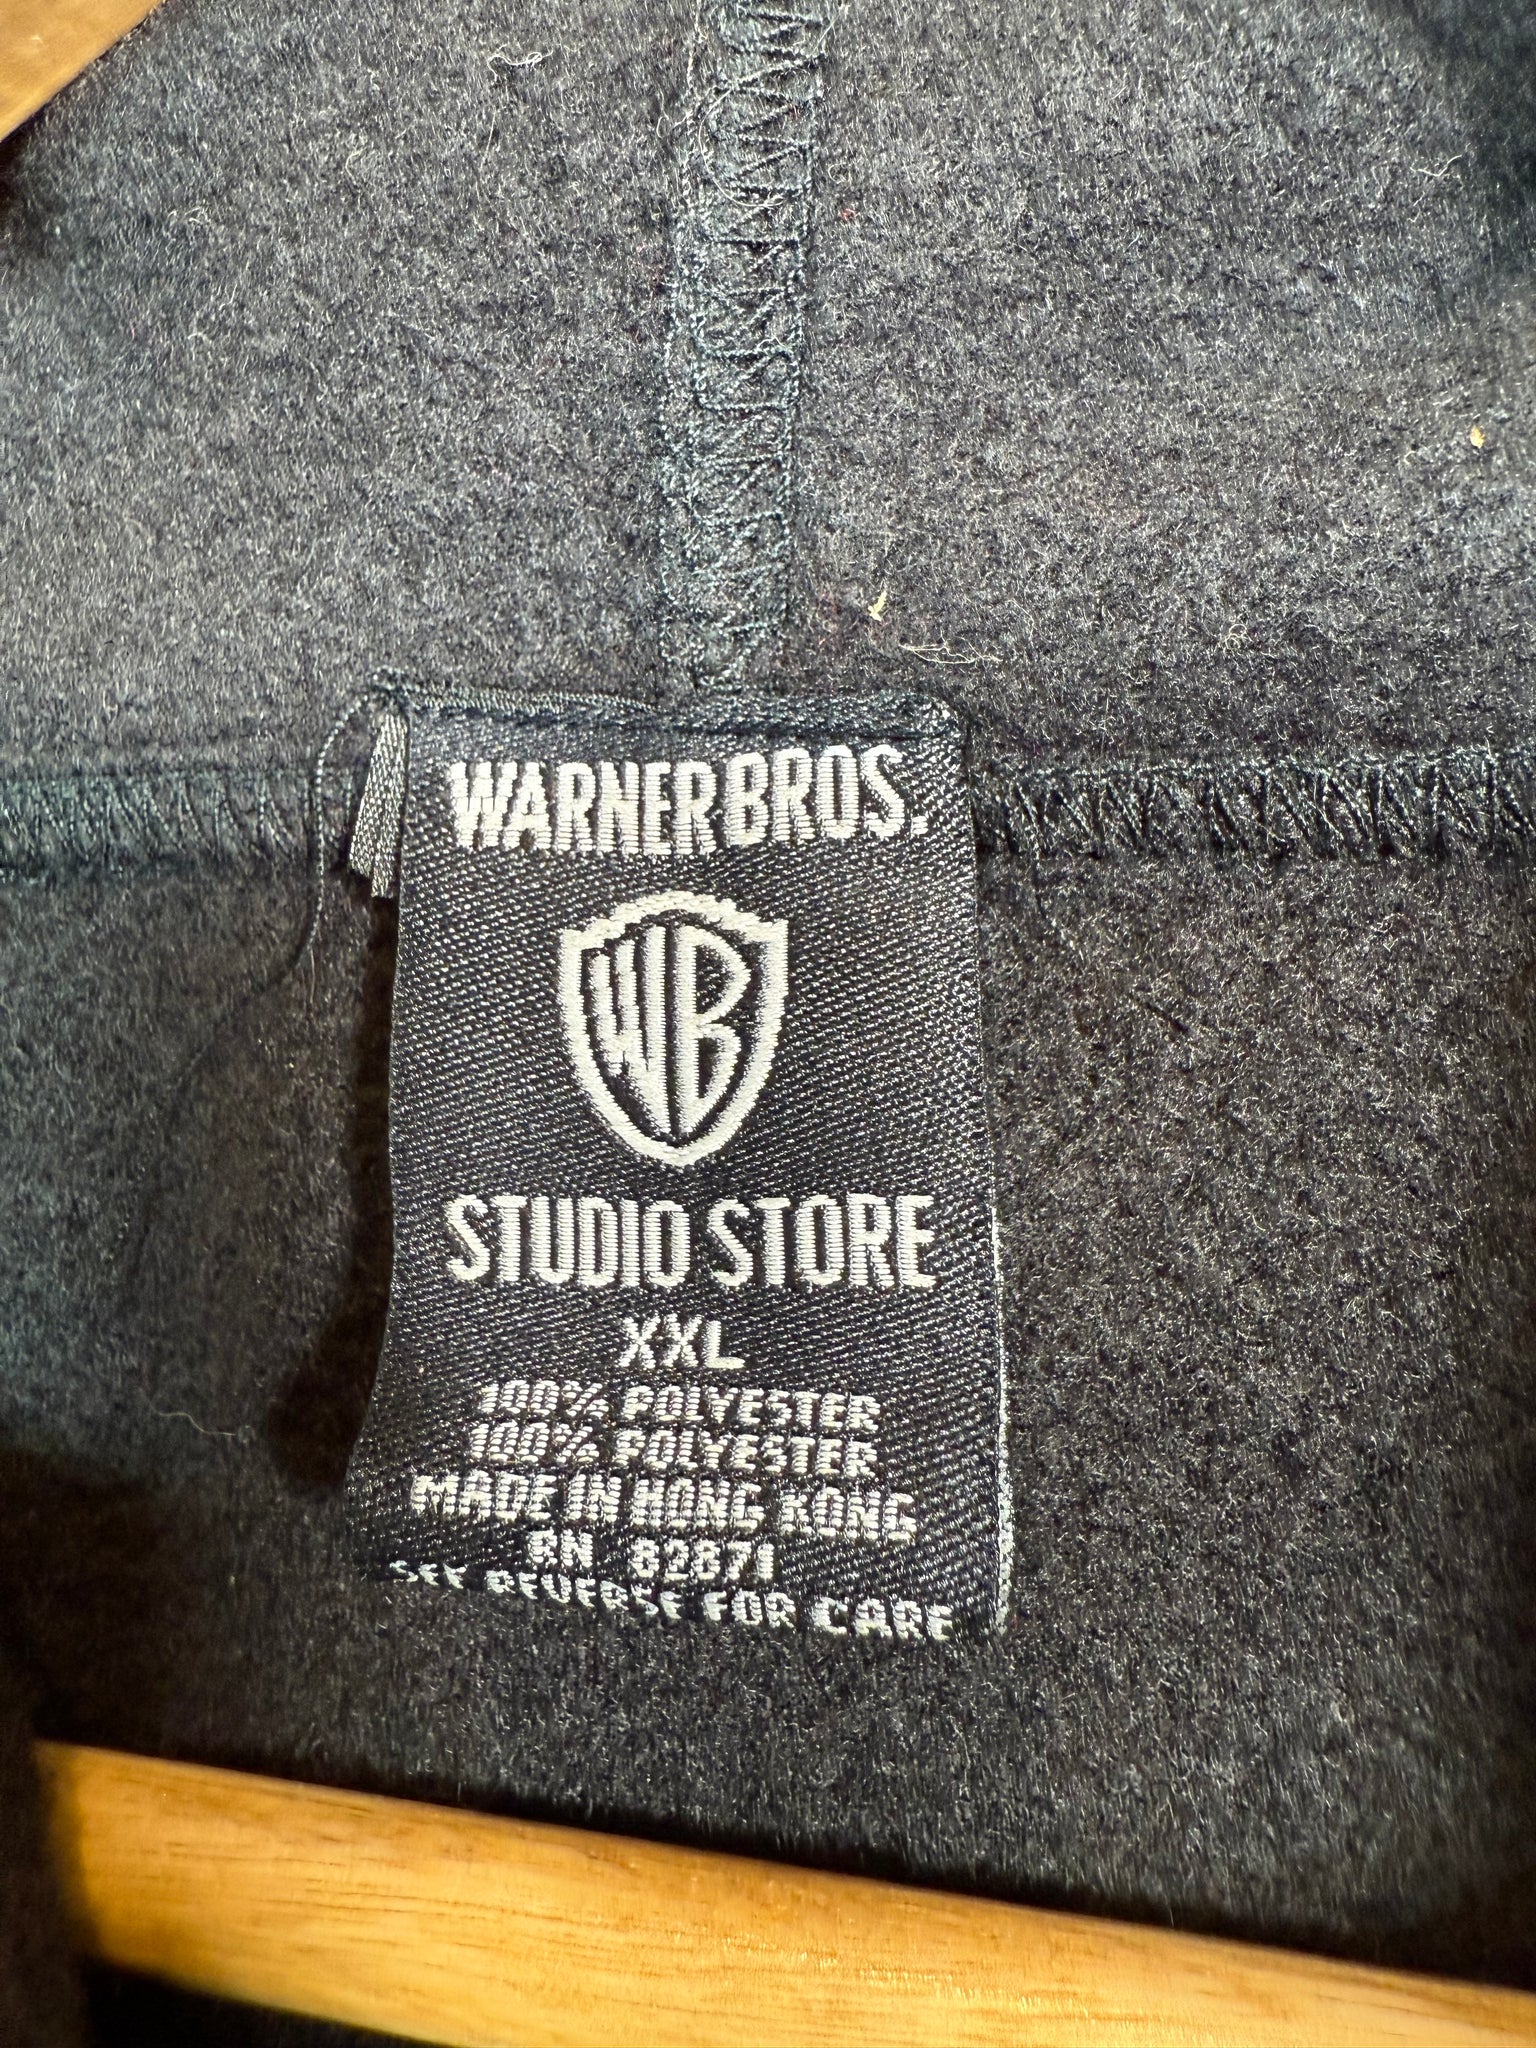 WARNER BROS.
WB
STUDIO STORE
XXL
100% POLYESTER
100% POLYESTER
MADE IN HONG KONG
RN 82871
SEE REVERSE FOR CARE